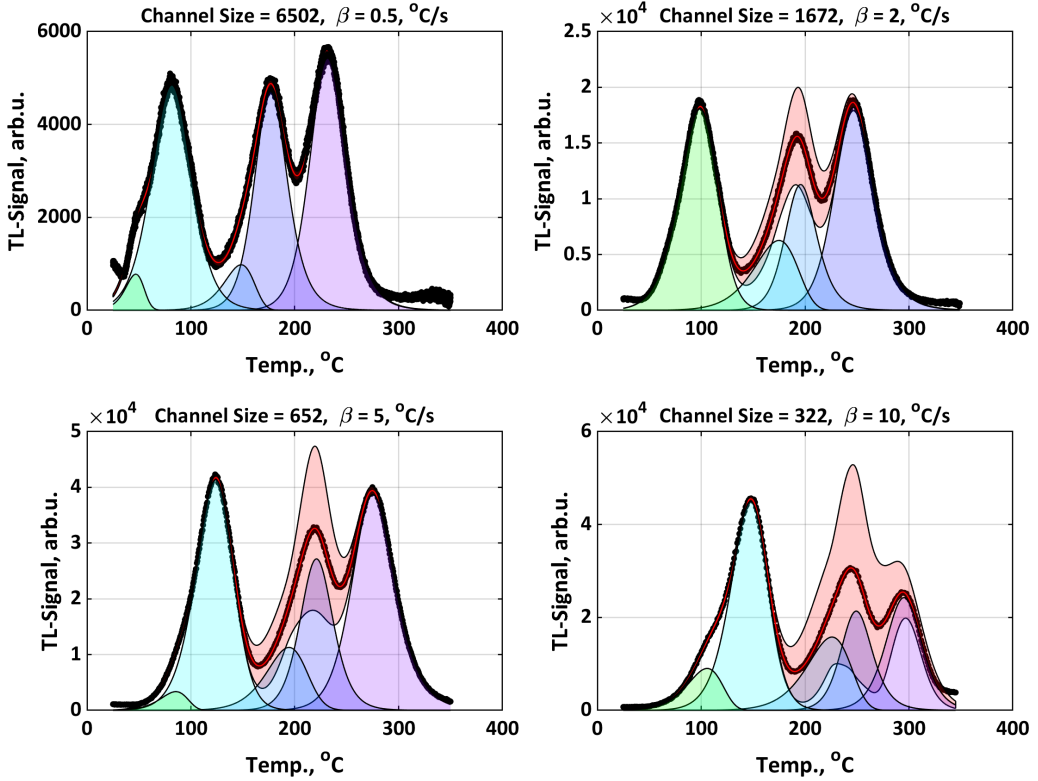 Channel Size = 6502, β = 0.5, °C/s
6000
4000
2000
0
TL-Signal, arb.u.
0 100 200 300 400
Temp., °C
×10⁴ Channel Size = 1672, β = 2, °C/s
2.5
2
1.5
1
0.5
0
TL-Signal, arb.u.
0 100 200 300 400
Temp., °C
×10⁴ Channel Size = 652, β = 5, °C/s
5
4
3
2
1
0
TL-Signal, arb.u.
0 100 200 300 400
Temp., °C
×10⁴ Channel Size = 322, β = 10, °C/s
6
4
2
0
TL-Signal, arb.u.
0 100 200 300 400
Temp., °C